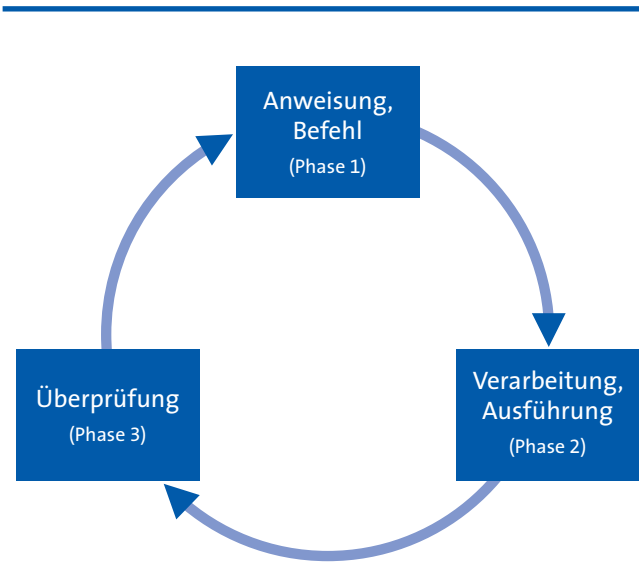 Anweisung,
Befehl
(Phase 1)
Verarbeitung,
Ausführung
(Phase 2)
Überprüfung
(Phase 3)